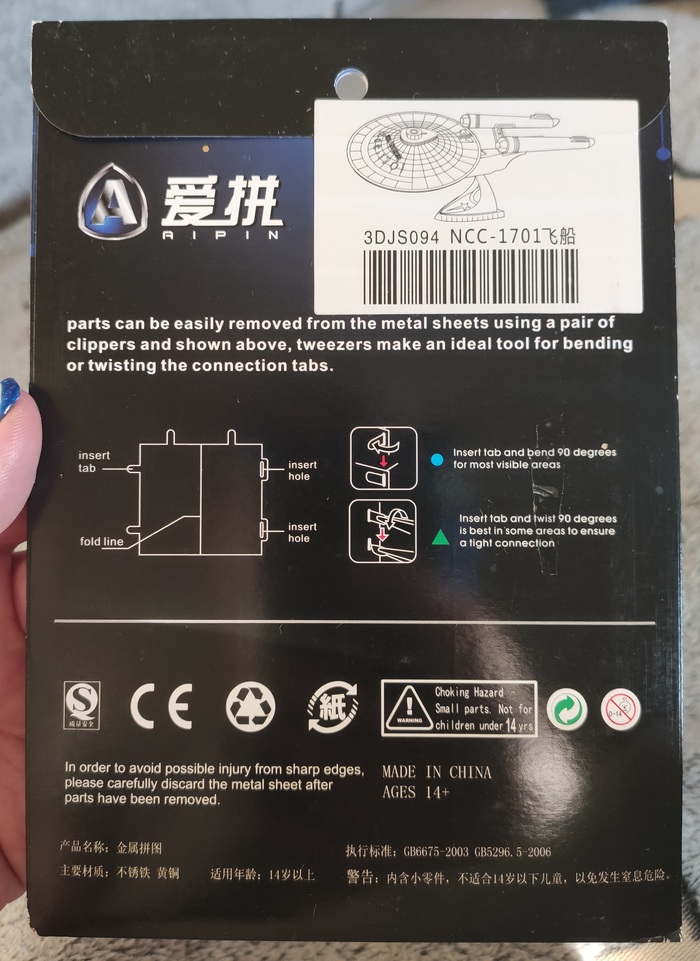 爱拼
AIPIN
3DJS094 NCC-1701飞船
parts can be easily removed from the metal sheets using a pair of
clippers and shown above, tweezers make an ideal tool for bending
or twisting the connection tabs.
insert
tab
insert
hole
fold line
insert
hole
Insert tab and bend 90 degrees
for most visible areas
Insert tab and twist 90 degrees
is best in some areas to ensure
a tight connection
S
质量安全
CE
紙
WARNING
Choking Hazard
Small parts. Not for
children under 14 yrs
0-14
In order to avoid possible injury from sharp edges,
please carefully discard the metal sheet after
parts have been removed.
MADE IN CHINA
AGES 14+
产品名称: 金属拼图
执行标准: GB6675-2003 GB5296.5-2006
主要材质: 不锈铁 黄铜 适用年龄: 14岁以上
警告: 内含小零件, 不适合14岁以下儿童, 以免发生窒息危险。